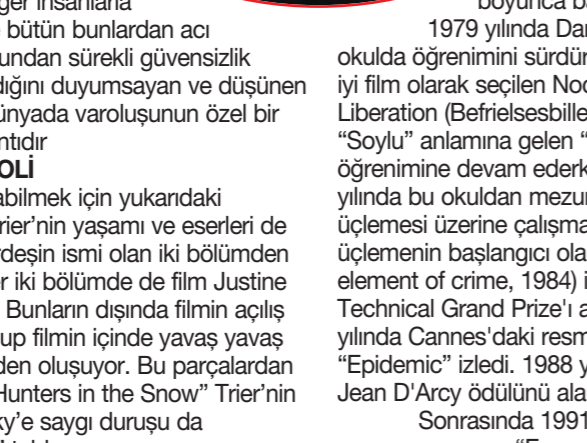 insanlarla
bütün bunlardan acı
undan sürekli güvensizlik
dığını duyumsayan ve düşünen
ünyada varoluşunun özel bir
ntıdır
OLİ
abilmek için yukarıdaki
rier’nin yaşamı ve eserleri de
rdeşin ismi olan iki bölümden
er iki bölümde de film Justine
Bunların dışında filmin açılış
up filmin içinde yavaş yavaş
den oluşuyor. Bu parçalardan
Hunters in the Snow” Trier’nin
ky’e saygı duruşu da
boyunca
1979 yılında Dan
okulda öğrenimini sürdür
iyi film olarak seçilen Noc
Liberation (Befrielsesbille
“Soylu” anlamına gelen “
öğrenimine devam ederk
yılında bu okuldan mezun
üçlemesi üzerine çalışma
üçlemenin başlangıcı ola
element of crime, 1984) i
Technical Grand Prize'ı a
yılında Cannes'daki resm
“Epidemic” izledi. 1988 y
Jean D'Arcy ödülünü ala
Sonrasında 1991